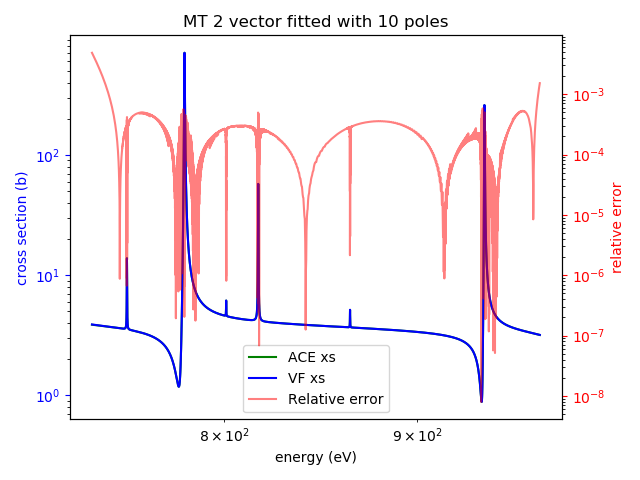 MT 2 vector fitted with 10 poles
cross section (b)
10²
10¹
10⁰
10⁻³
10⁻⁴
10⁻⁵
10⁻⁶
10⁻⁷
10⁻⁸
relative error
ACE xs
VF xs
Relative error
8 × 10² 9 × 10²
energy (eV)